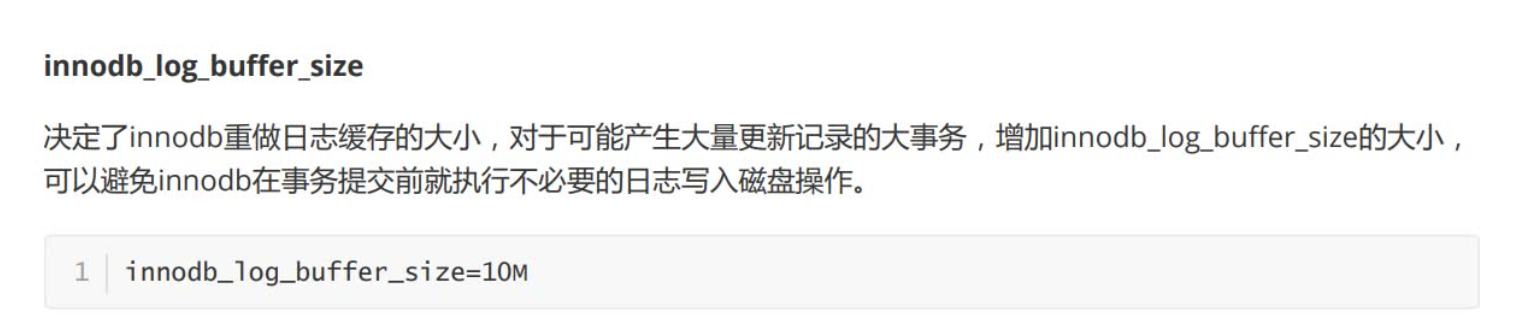 innodb_log_buffer_size
决定了innodb重做日志缓存的大小，对于可能产生大量更新记录的大事务，增加innodb_log_buffer_size的大小，
可以避免innodb在事务提交前就执行不必要的日志写入磁盘操作。
1 innodb_log_buffer_size=10M